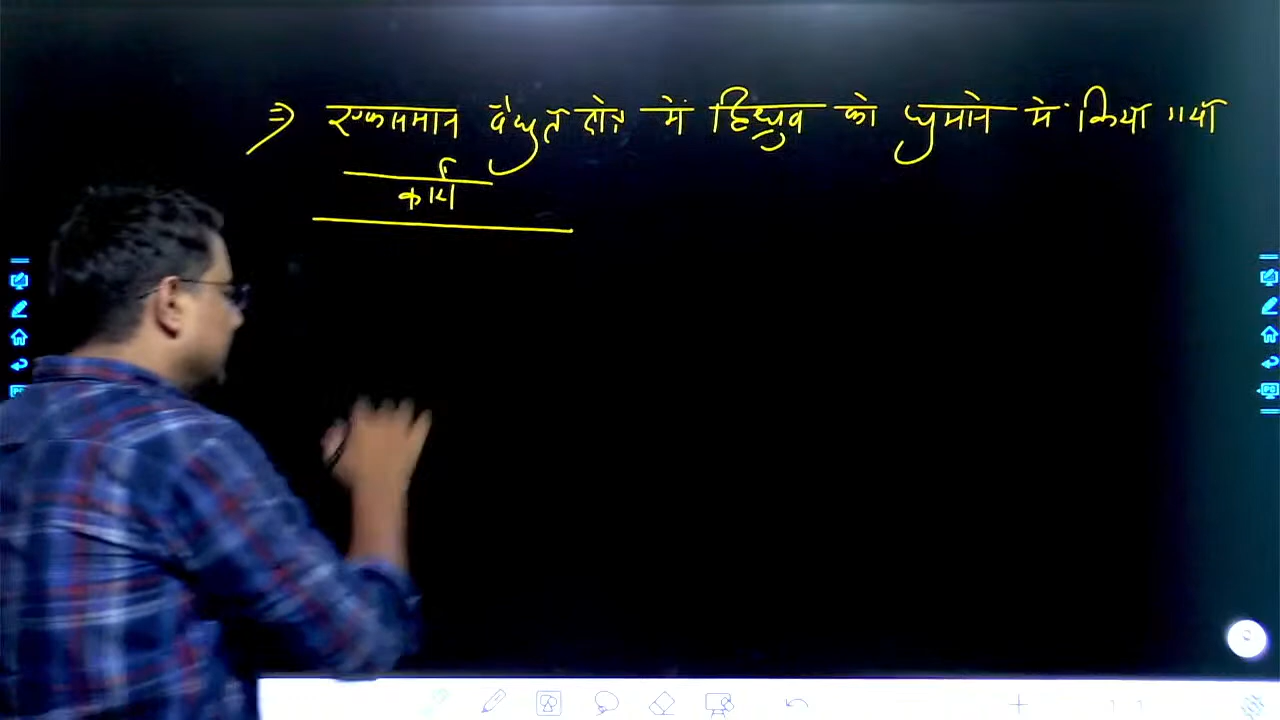 ⇒ एकसमान वैद्युत क्षेत्र में द्विध्रुव को घुमाने में किया गया
कार्य